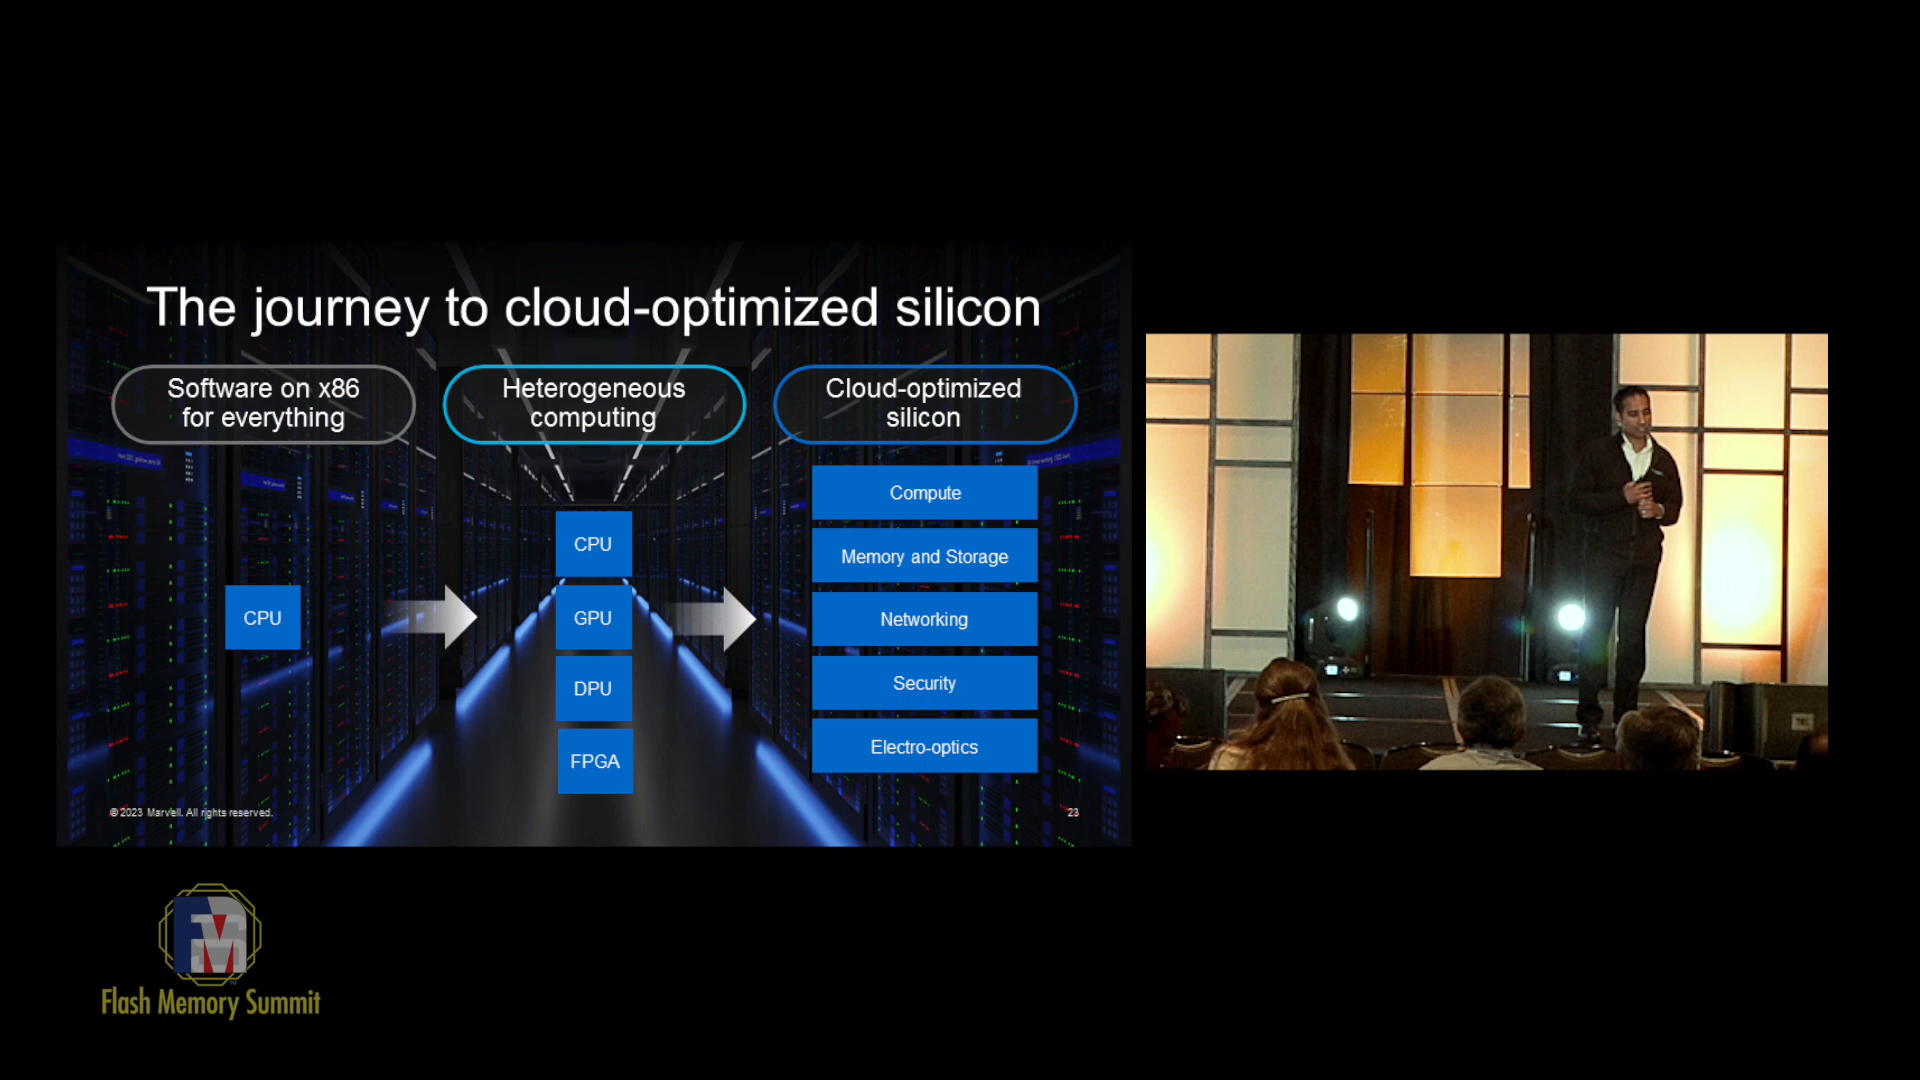 The journey to cloud-optimized silicon
Software on x86
for everything
Heterogeneous
computing
Cloud-optimized
silicon
CPU
CPU
GPU
DPU
FPGA
Compute
Memory and Storage
Networking
Security
Electro-optics
© 2023 Marvell. All rights reserved.
23
FMS
Flash Memory Summit